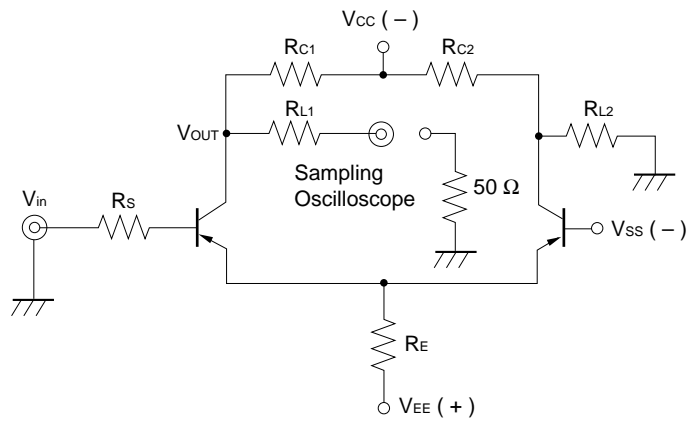 VCC (−)
RC1
RC2
VOUT
RL1
RL2
Sampling
Oscilloscope
50 Ω
Vin
RS
VSS (−)
RE
VEE (+)